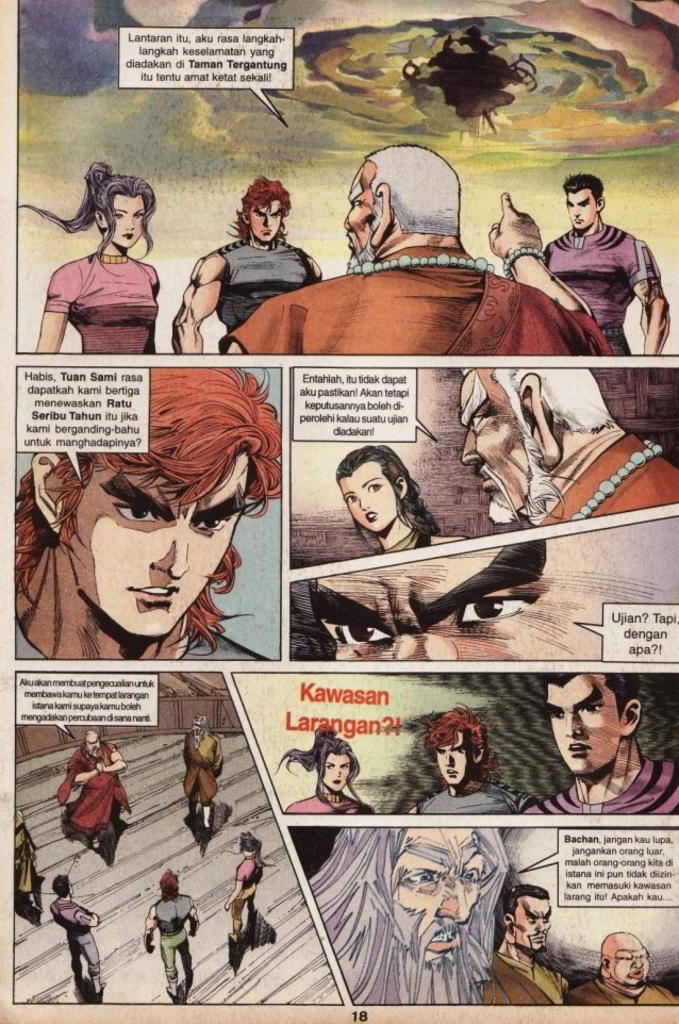 Lantaran itu, aku rasa langkah-
langkah keselamatan yang
diadakan di Taman Tergantung
itu tentu amat ketat sekali!
Habis, Tuan Sami rasa
dapatkah kami bertiga
menewaskan Ratu
Seribu Tahun itu jika
kami berganding-bahu
untuk manghadapinya?
Entahlah, itu tidak dapat
aku pastikan! Akan tetapi
keputusannya boleh di-
perolehi kalau suatu ujian
diadakan!
Ujian? Tapi,
dengan
apa?!
Aku akan membuat pengecualian untuk
membawa kamu ke tempat larangan
istana kami supaya kamu boleh
mengadakan percubaan di sana nanti.
Kawasan
Larangan?!
Bachan, jangan kau lupa,
jangankan orang luar,
malah orang-orang kita di
istana ini pun tidak diizin-
kan memasuki kawasan
larang itu! Apakah kau....
18